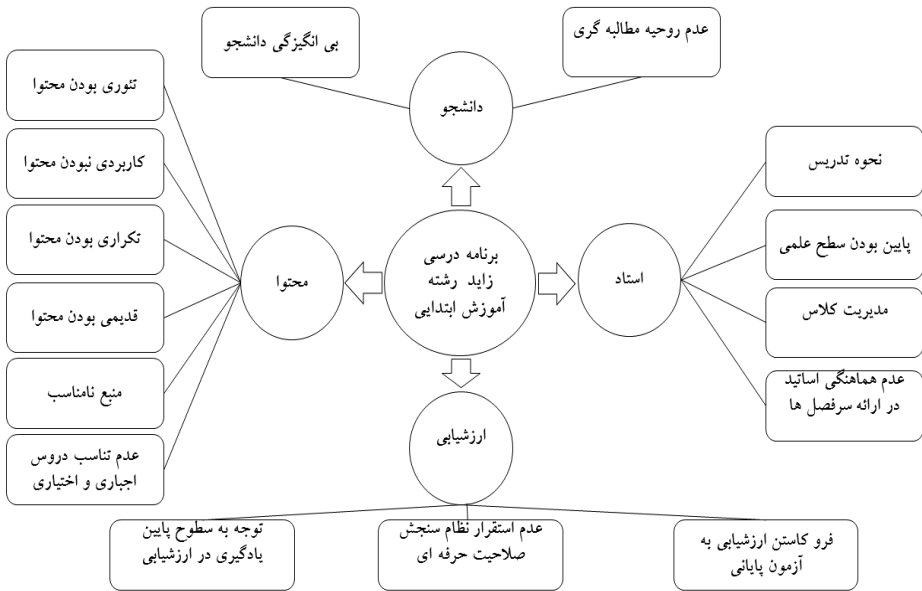 عدم روحیه مطالبه گری
بی انگیزگی دانشجو
دانشجو
نحوه تدریس
پایین بودن سطح علمی
مدیریت کلاس
عدم هماهنگی اساتید
در ارائه سرفصل ها
استاد
برنامه درسی
زاید رشته
آموزش ابتدایی
محتوا
تئوری بودن محتوا
کاربردی نبودن محتوا
تکراری بودن محتوا
قدیمی بودن محتوا
منبع نامناسب
عدم تناسب دروس
اجباری و اختیاری
ارزشیابی
فرو کاستن ارزشیابی به
آزمون پایانی
عدم استقرار نظام سنجش
صلاحیت حرفه ای
توجه به سطوح پایین
یادگیری در ارزشیابی